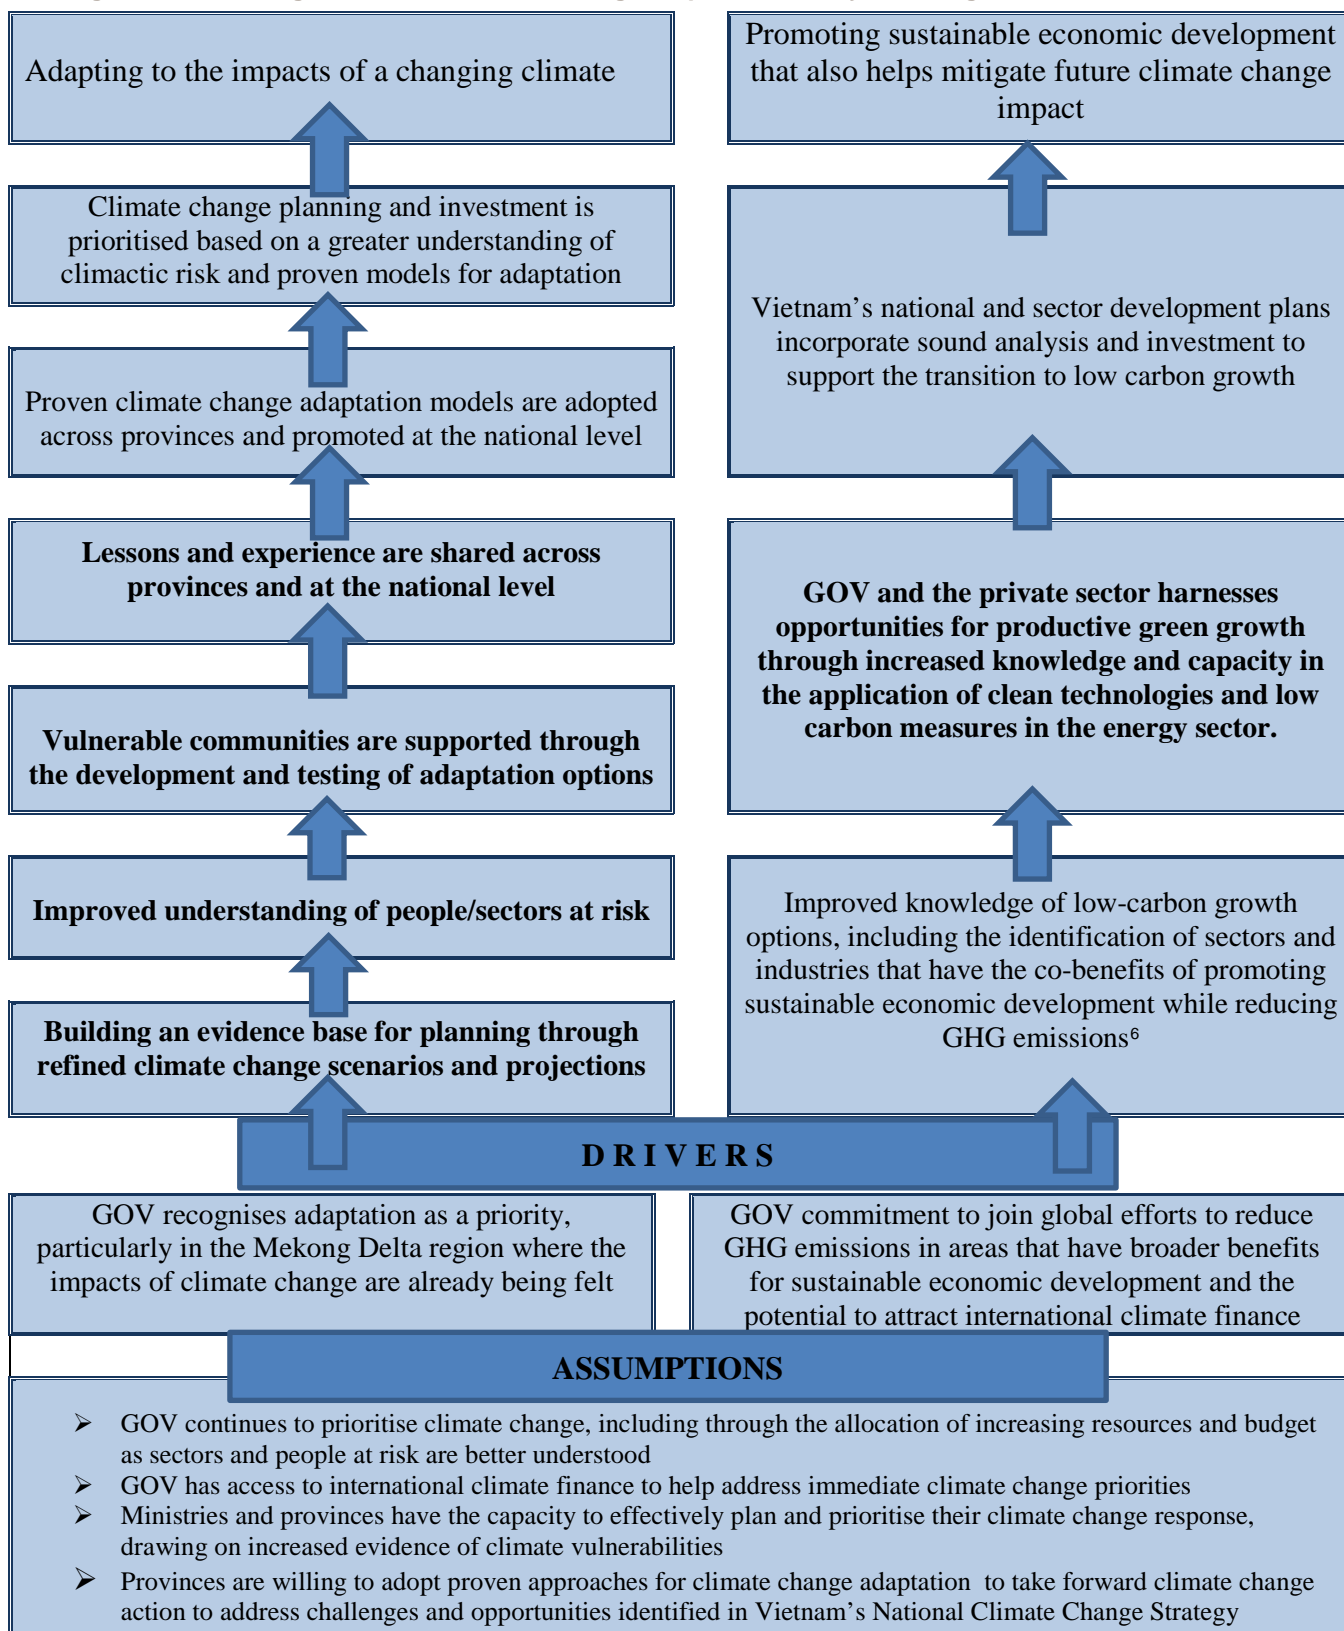 Adapting to the impacts of a changing climate
Climate change planning and investment is
prioritised based on a greater understanding of
climactic risk and proven models for adaptation
Proven climate change adaptation models are adopted
across provinces and promoted at the national level
Lessons and experience are shared across
provinces and at the national level
Vulnerable communities are supported through
the development and testing of adaptation options
Improved understanding of people/sectors at risk
Building an evidence base for planning through
refined climate change scenarios and projections
Promoting sustainable economic development
that also helps mitigate future climate change
impact
Vietnam’s national and sector development plans
incorporate sound analysis and investment to
support the transition to low carbon growth
GOV and the private sector harnesses
opportunities for productive green growth
through increased knowledge and capacity in
the application of clean technologies and low
carbon measures in the energy sector.
Improved knowledge of low-carbon growth
options, including the identification of sectors and
industries that have the co-benefits of promoting
sustainable economic development while reducing
GHG emissions⁶
D R I V E R S
GOV recognises adaptation as a priority,
particularly in the Mekong Delta region where the
impacts of climate change are already being felt
GOV commitment to join global efforts to reduce
GHG emissions in areas that have broader benefits
for sustainable economic development and the
potential to attract international climate finance
ASSUMPTIONS
➢ GOV continues to prioritise climate change, including through the allocation of increasing resources and budget
as sectors and people at risk are better understood
➢ GOV has access to international climate finance to help address immediate climate change priorities
➢ Ministries and provinces have the capacity to effectively plan and prioritise their climate change response,
drawing on increased evidence of climate vulnerabilities
➢ Provinces are willing to adopt proven approaches for climate change adaptation to take forward climate change
action to address challenges and opportunities identified in Vietnam’s National Climate Change Strategy